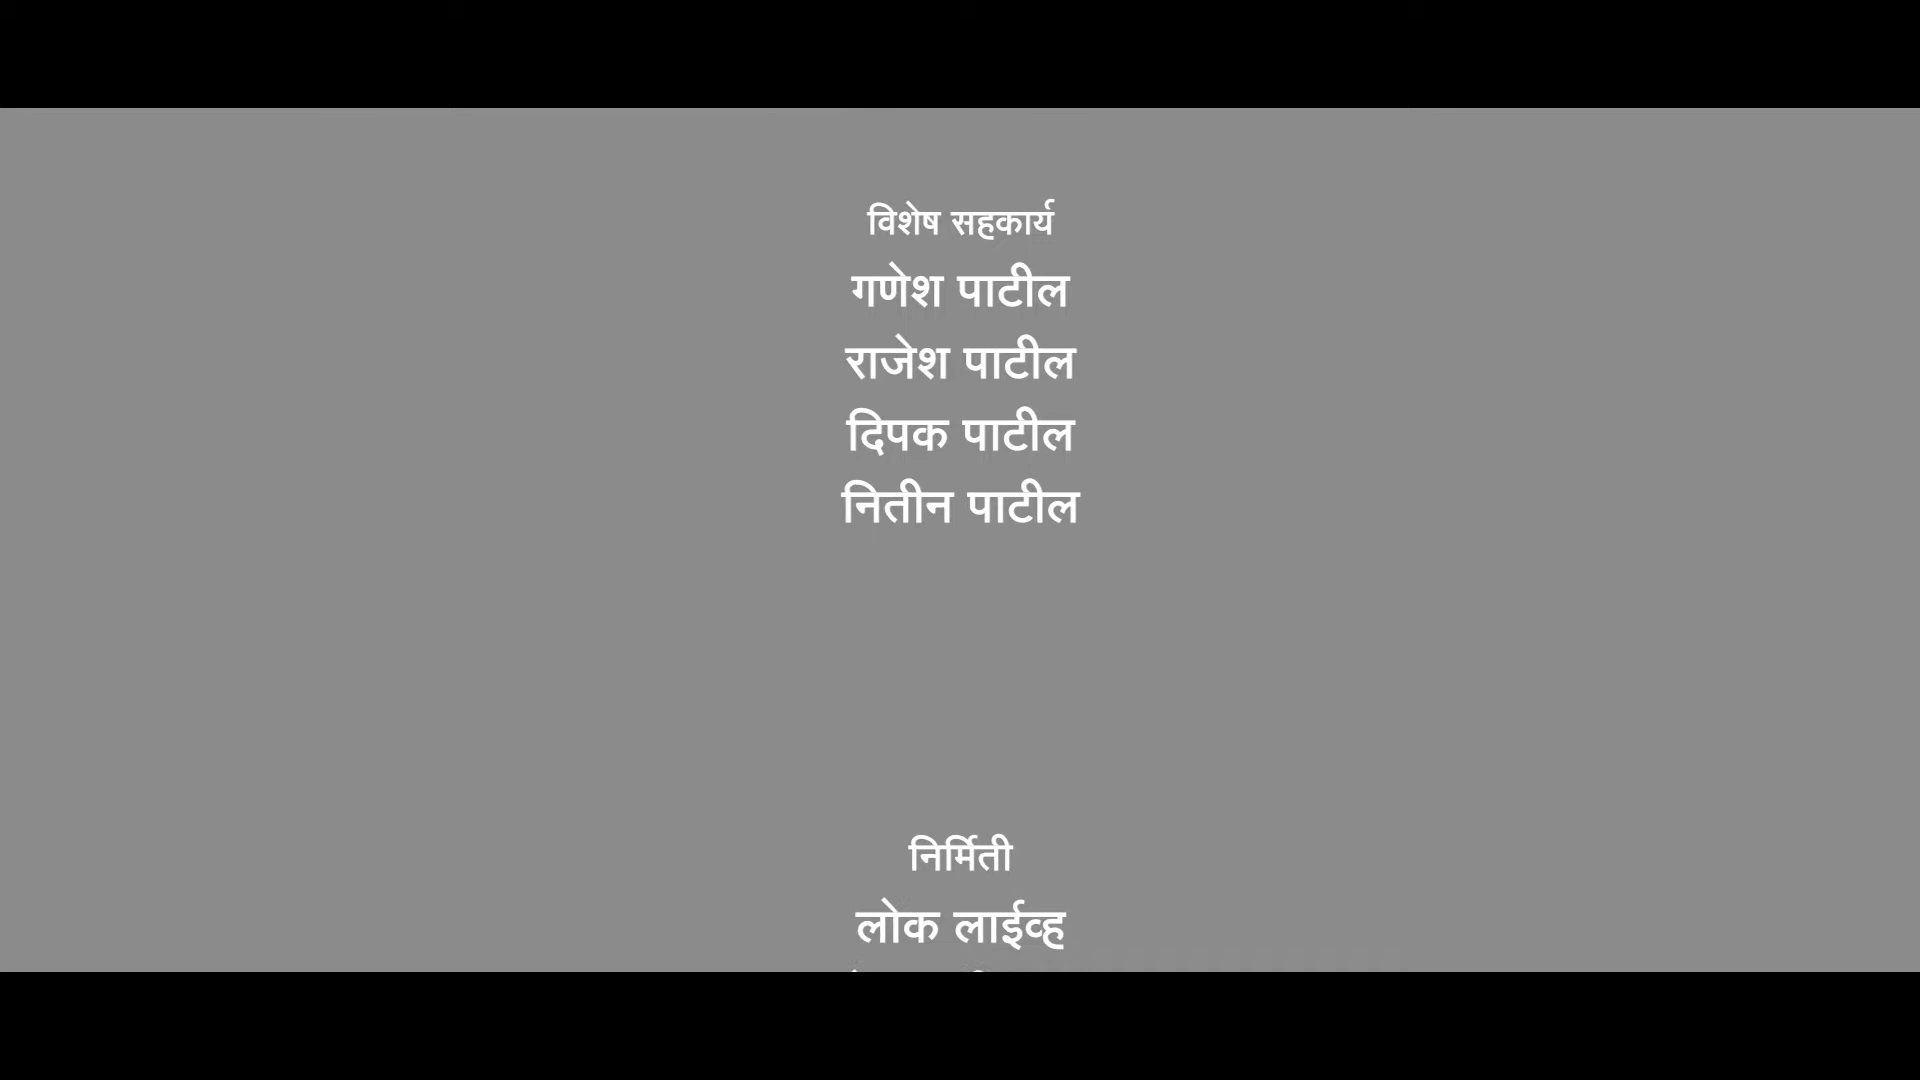 विशेष सहकार्य
गणेश पाटील
राजेश पाटील
दिपक पाटील
नितीन पाटील
निर्मिती
लोक लाईव्ह